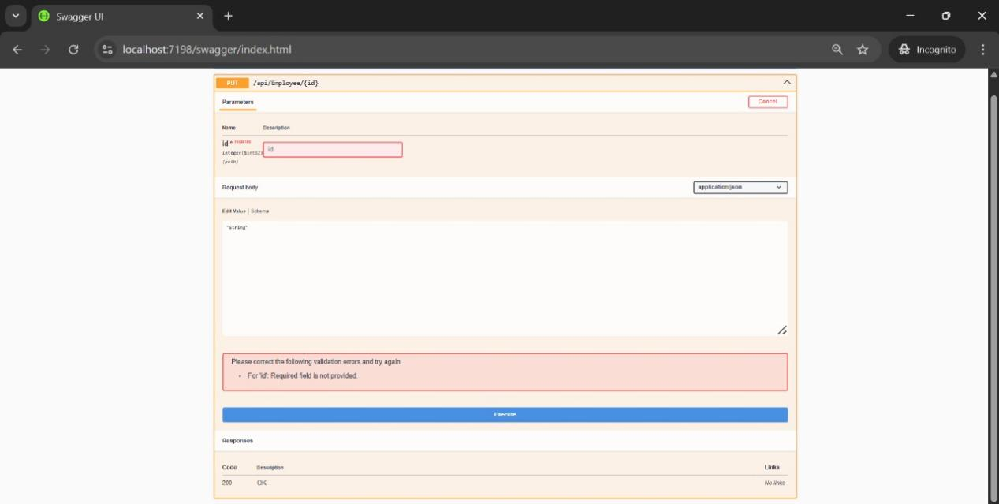 Swagger UI
localhost:7198/swagger/index.html
Incognito
PUT /api/Employee/{id}
Parameters
Cancel
Name Description
id * required
integer($int32)
(path)
id
Request body
application/json
Edit Value | Schema
"string"
Please correct the following validation errors and try again.
• For 'id': Required field is not provided.
Execute
Responses
Code Description Links
200 OK No links